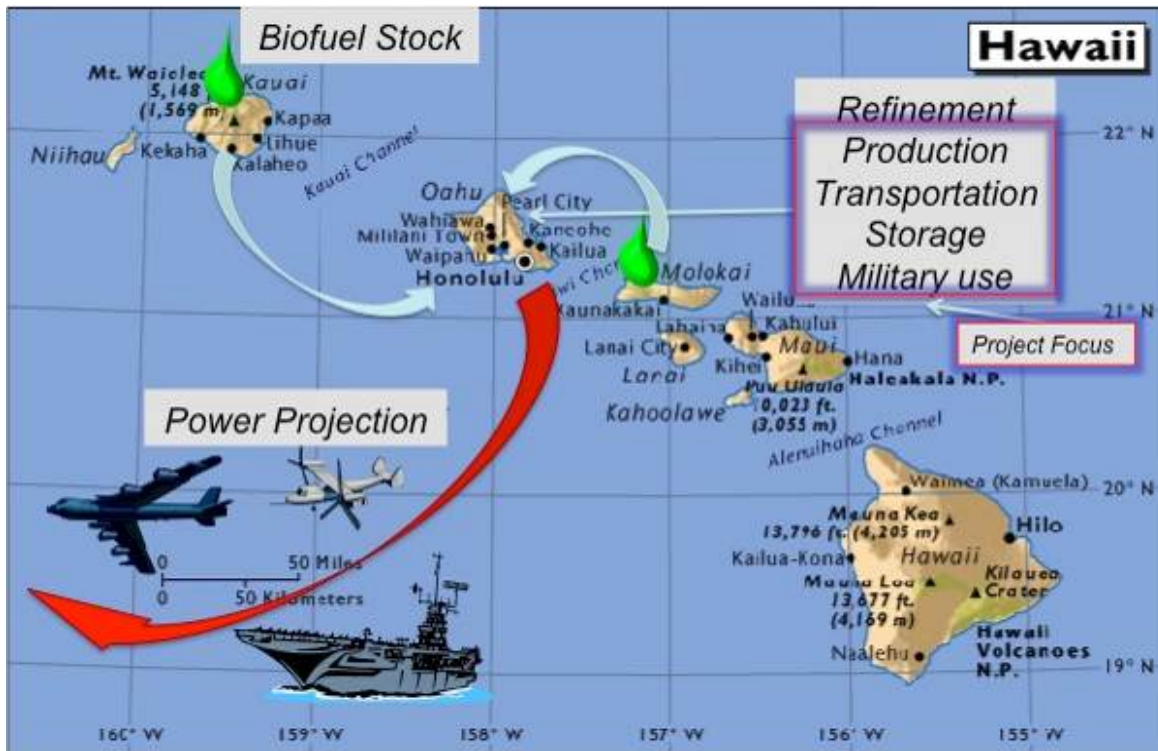 Biofuel Stock
Hawaii
Mt. Waiclea
5,148 f
(1,569 m)
Kauai
Kapaa
Lihue
Kekaha
Kalaheo
Niihau
Kauai Channel
22° N
Refinement
Production
Transportation
Storage
Military use
Oahu
Pearl City
Wahiawa
Mililani Town
Waipahu
Kaneohe
Kailua
Honolulu
Molokai
Kaunakakai
21° N
Project Focus
Lahaina
Kahului
Lanai City
Maui
Kihei
Hana
Lanai
Haleakala N.P.
Puu Ulaula
10,023 ft.
(3,055 m)
Kahoolawe
Alenuihaha Channel
Power Projection
20° N
Waimea (Kamuela)
Mauna Kea
13,796 ft. (4,205 m)
Hilo
Kailua-Kona
Hawaii
Mauna Loa
13,677 ft.
(4,169 m)
Kilauea
Crater
Hawaii
Volcanoes
N.P.
Naalehu
19° N
0 50 Miles
0 50 Kilometers
160° W
159° W
158° W
157° W
156° W
155° W